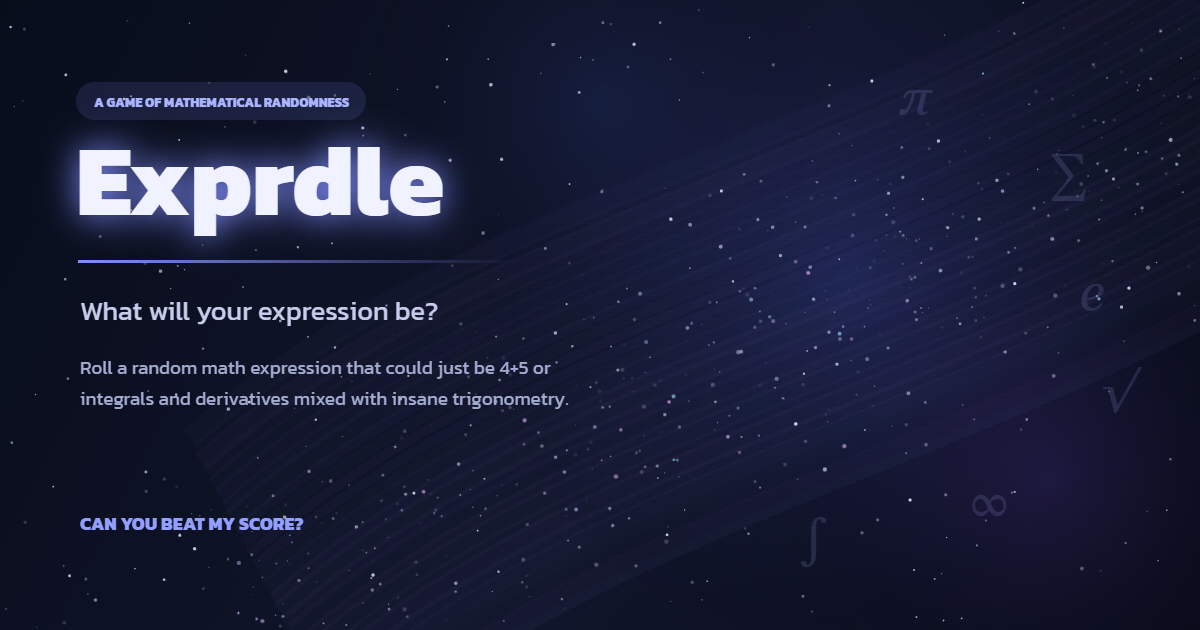 A GAME OF MATHEMATICAL RANDOMNESS
Exprdle
What will your expression be?
Roll a random math expression that could just be 4+5 or
integrals and derivatives mixed with insane trigonometry.
CAN YOU BEAT MY SCORE?
π
Σ
e
√
∞
∫